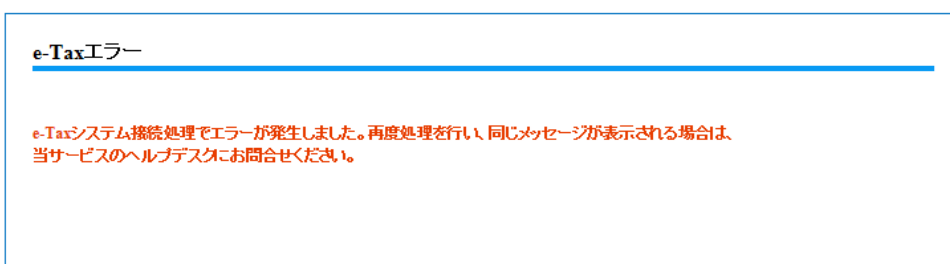 e-Taxエラー
e-Taxシステム接続処理でエラーが発生しました。再度処理を行い、同じメッセージが表示される場合は、
当サービスのヘルプデスクにお問合せください。